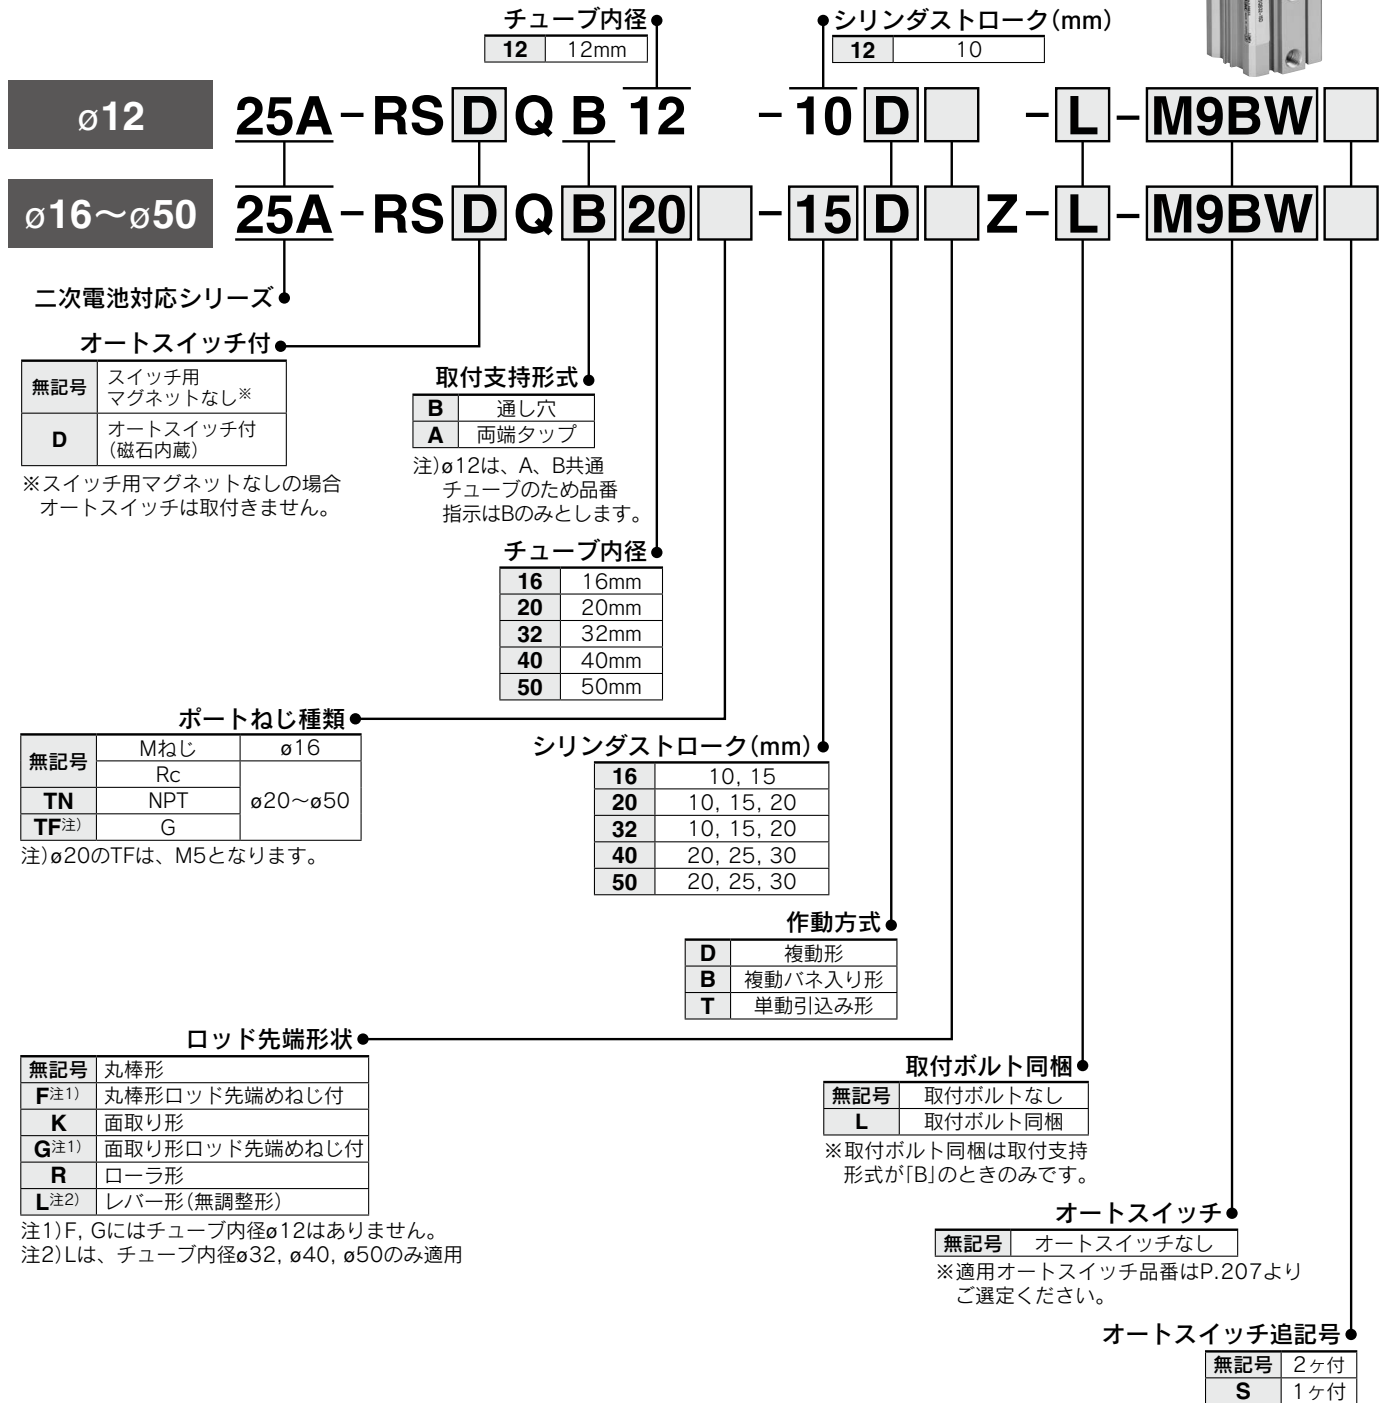 チューブ内径
12 12mm
シリンダストローク(mm)
12 10
ø12 25A-RS D Q B 12 -10 D -L-M9BW
ø16~ø50 25A-RS D Q B 20 -15 D Z-L-M9BW
二次電池対応シリーズ
オートスイッチ付
無記号 スイッチ用
マグネットなし※
D オートスイッチ付
(磁石内蔵)
※スイッチ用マグネットなしの場合
オートスイッチは取付きません。
取付支持形式
B 通し穴
A 両端タップ
注)ø12は、A、B共通
チューブのため品番
指示はBのみとします。
チューブ内径
16 16mm
20 20mm
32 32mm
40 40mm
50 50mm
ポートねじ種類
無記号 Mねじ ø16
Rc ø20~ø50
TN NPT
TF注) G
注)ø20のTFは、M5となります。
シリンダストローク(mm)
16 10, 15
20 10, 15, 20
32 10, 15, 20
40 20, 25, 30
50 20, 25, 30
作動方式
D 複動形
B 複動バネ入り形
T 単動引込み形
ロッド先端形状
無記号 丸棒形
F注1) 丸棒形ロッド先端めねじ付
K 面取り形
G注1) 面取り形ロッド先端めねじ付
R ローラ形
L注2) レバー形(無調整形)
注1)F, Gにはチューブ内径ø12はありません。
注2)Lは、チューブ内径ø32, ø40, ø50のみ適用
取付ボルト同梱
無記号 取付ボルトなし
L 取付ボルト同梱
※取付ボルト同梱は取付支持
形式が「B」のときのみです。
オートスイッチ
無記号 オートスイッチなし
※適用オートスイッチ品番はP.207より
ご選定ください。
オートスイッチ追記号
無記号 2ヶ付
S 1ヶ付